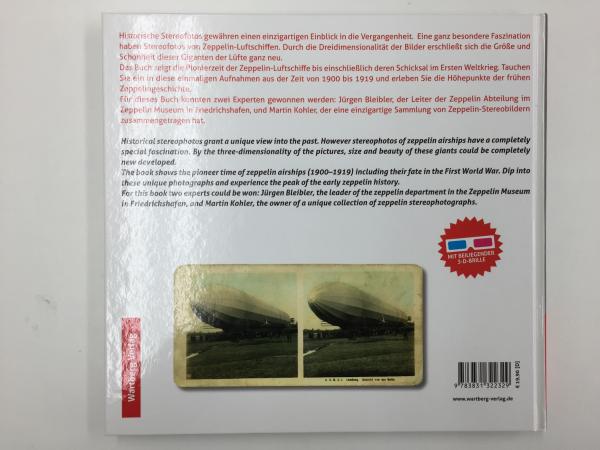 Historische Stereofotos gewähren einen einzigartigen Einblick in die Vergangenheit. Eine ganz besondere Faszination
haben Stereofotos von Zeppelin-Luftschiffen. Durch die Dreidimensionalität der Bilder erschließt sich die Größe und
Schönheit dieser Giganten der Lüfte ganz neu.
Das Buch zeigt die Pionierzeit der Zeppelin-Luftschiffe bis einschließlich deren Schicksal im Ersten Weltkrieg. Tauchen
Sie ein in diese einmaligen Aufnahmen aus der Zeit von 1900 bis 1919 und erleben Sie die Höhepunkte der frühen
Zeppelingeschichte.
Für dieses Buch konnten zwei Experten gewonnen werden: Jürgen Bleibler, der Leiter der Zeppelin Abteilung im
Zeppelin Museum in Friedrichshafen, und Martin Kohler, der eine einzigartige Sammlung von Zeppelin-Stereobildern
zusammengetragen hat.
Historical stereophotos grant a unique view into the past. However stereophotos of zeppelin airships have a completely
special fascination. By the three-dimensionality of the pictures, size and beauty of these giants could be completely
new developed.
The book shows the pioneer time of zeppelin airships (1900–1919) including their fate in the First World War. Dip into
these unique photographs and experience the peak of the early zeppelin history.
For this book two experts could be won: Jürgen Bleibler, the leader of the zeppelin department in the Zeppelin Museum
in Friedrichshafen, and Martin Kohler, the owner of a unique collection of zeppelin stereophotographs.
MIT BEILIEGENDER
3-D-BRILLE
Wartberg Verlag
9 783831 322329
€ 19,90 [D]
www.wartberg-verlag.de